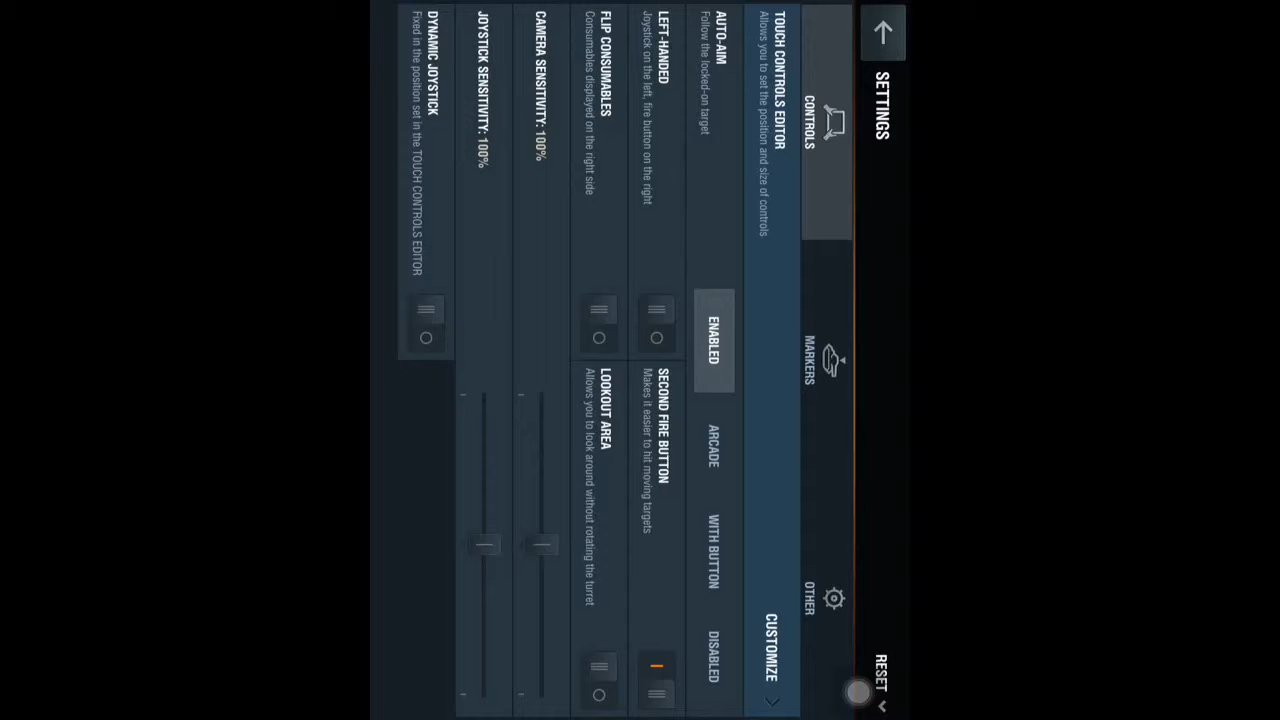 SETTINGS
RESET
CONTROLS
MARKERS
OTHER
TOUCH CONTROLS EDITOR
Allows you to set the position and size of controls
CUSTOMIZE
AUTO-AIM
Follow the locked-on target
ENABLED
ARCADE
WITH BUTTON
DISABLED
LEFT-HANDED
Joystick on the left, fire button on the right
SECOND FIRE BUTTON
Makes it easier to hit moving targets
FLIP CONSUMABLES
Consumables displayed on the right side
LOOKOUT AREA
Allows you to look around without rotating the turret
CAMERA SENSITIVITY: 100%
JOYSTICK SENSITIVITY: 100%
DYNAMIC JOYSTICK
Fixed in the position set in the TOUCH CONTROLS EDITOR